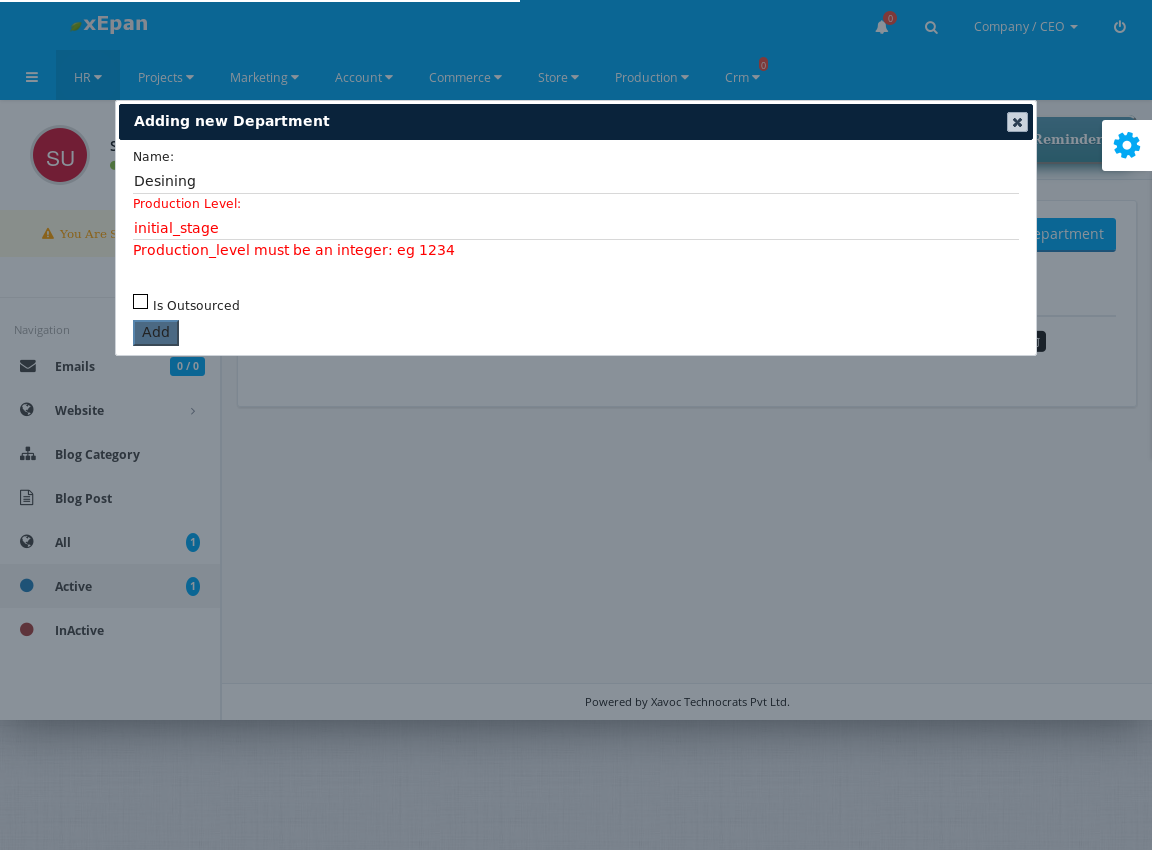 xEpan
0
Company / CEO
HR
Projects
Marketing
Account
Commerce
Store
Production
Crm
0
Adding new Department
SU
S
Reminder
Name:
Desining
Production Level:
initial_stage
Production_level must be an integer: eg 1234
You Are S
epartment
Is Outsourced
Add
Navigation
Emails 0 / 0
Website
Blog Category
Blog Post
All 1
Active 1
InActive
Powered by Xavoc Technocrats Pvt Ltd.